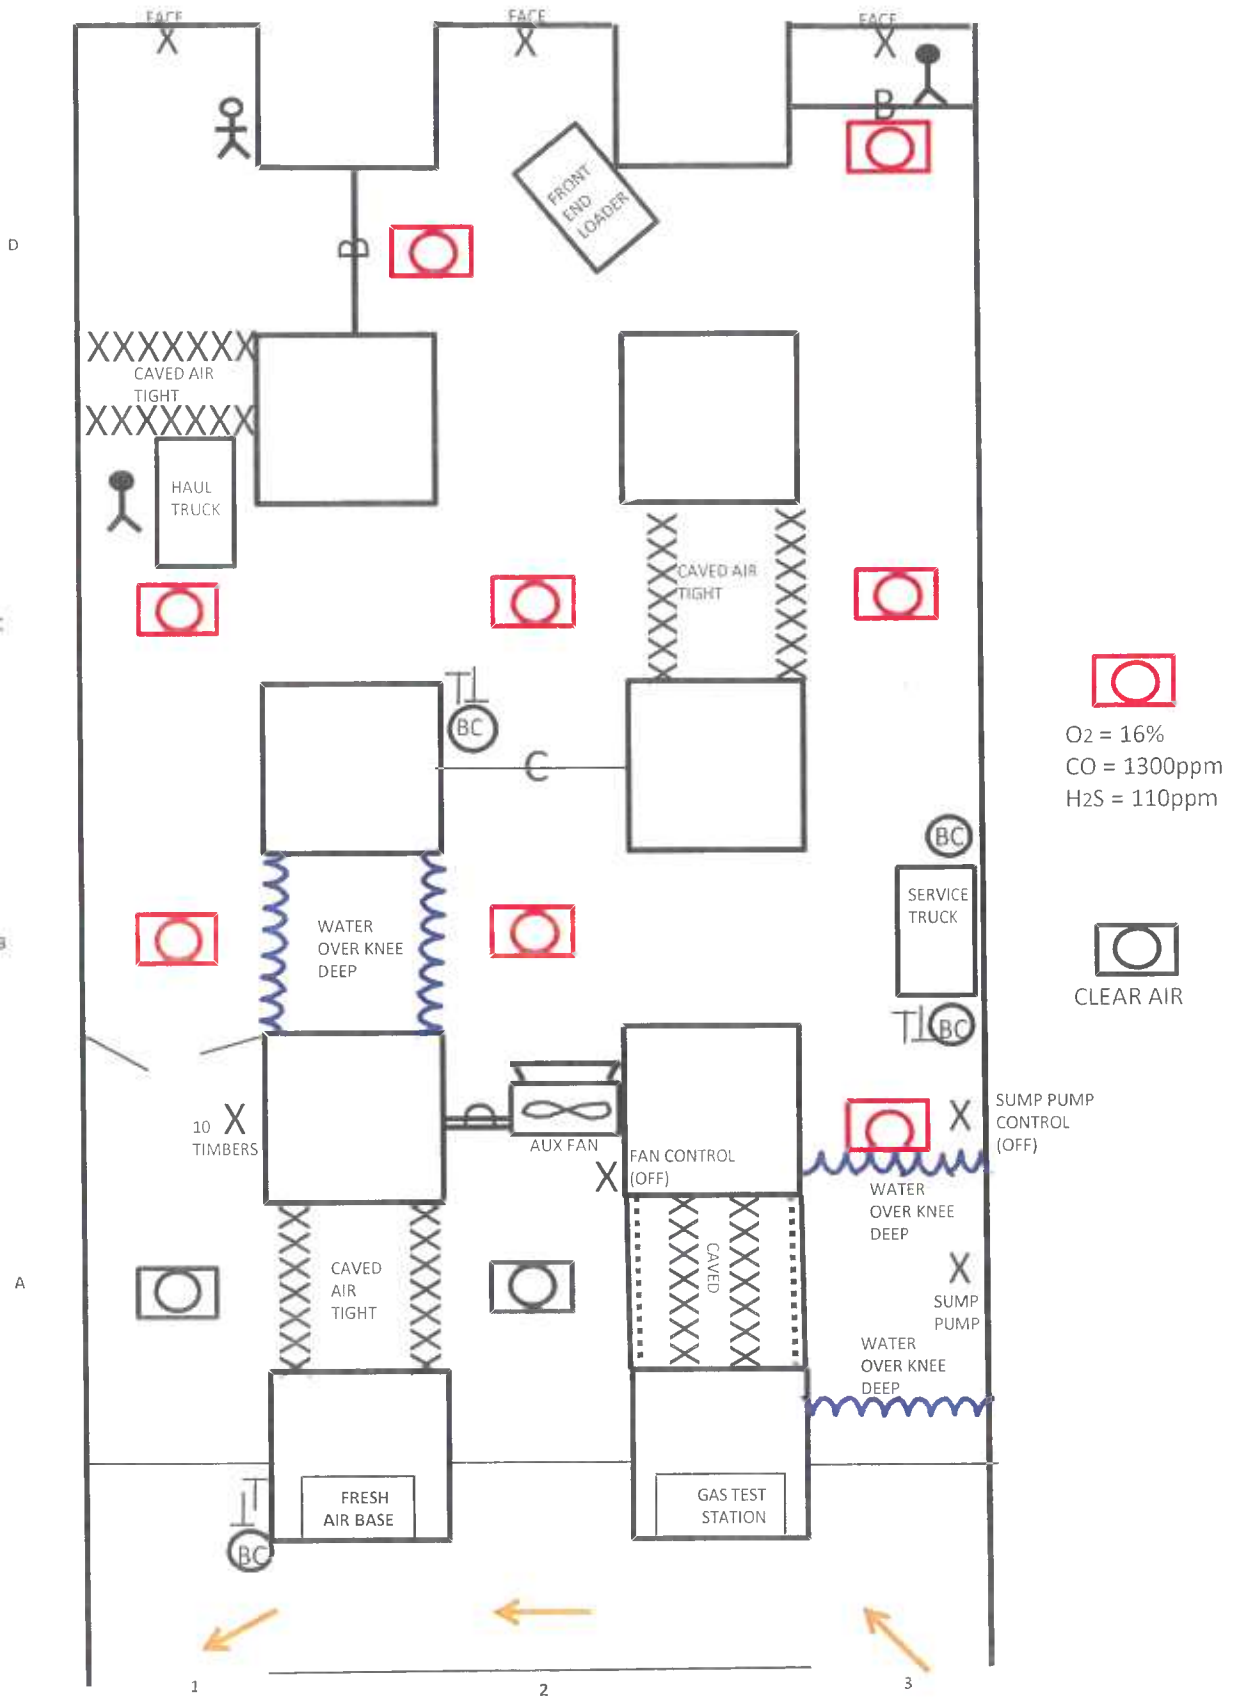 FACE
FACE
FACE
B
FRONT
END
LOADER
D
B
XXXXXXX
CAVED AIR
TIGHT
XXXXXXX
HAUL
TRUCK
CAVED AIR
TIGHT
O2 = 16%
CO = 1300ppm
H2S = 110ppm
BC
C
BC
SERVICE
TRUCK
WATER
OVER KNEE
DEEP
B
CLEAR AIR
BC
X
10
TIMBERS
D
AUX FAN
X
FAN CONTROL
(OFF)
X
SUMP PUMP
CONTROL
(OFF)
WATER
OVER KNEE
DEEP
A
CAVED
AIR
TIGHT
CAVED
X
SUMP
PUMP
WATER
OVER KNEE
DEEP
FRESH
AIR BASE
GAS TEST
STATION
BC
1
2
3